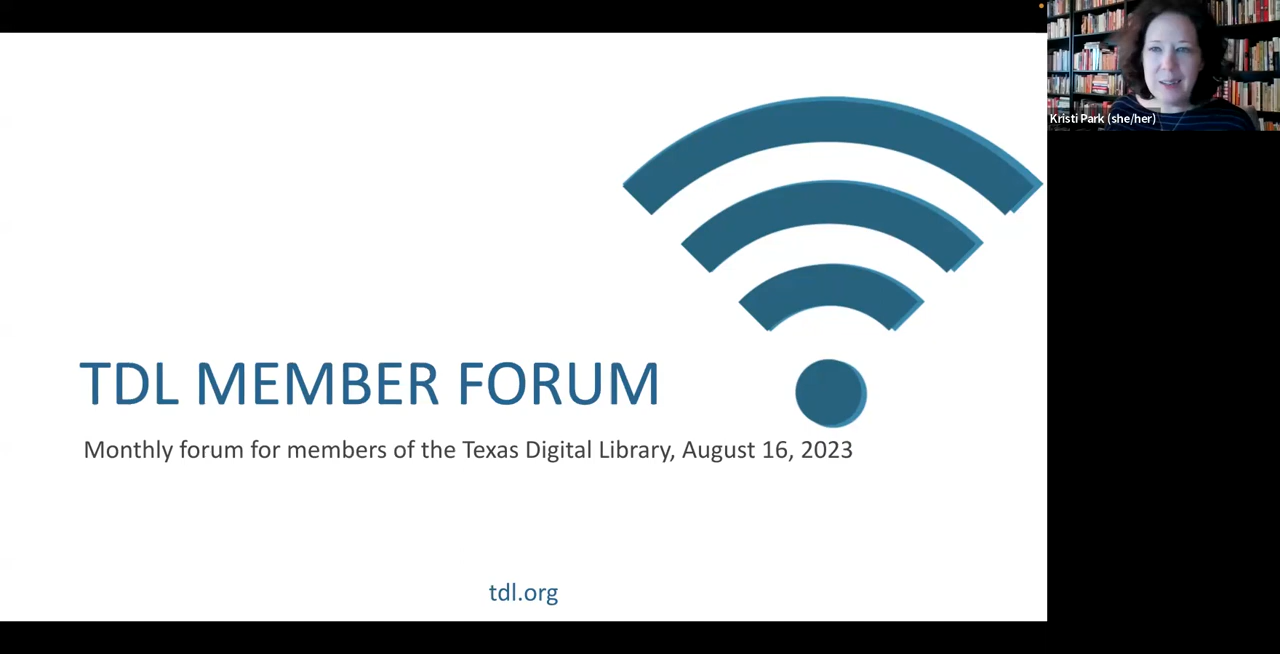 Kristi Park (she/her)
TDL MEMBER FORUM
Monthly forum for members of the Texas Digital Library, August 16, 2023
tdl.org